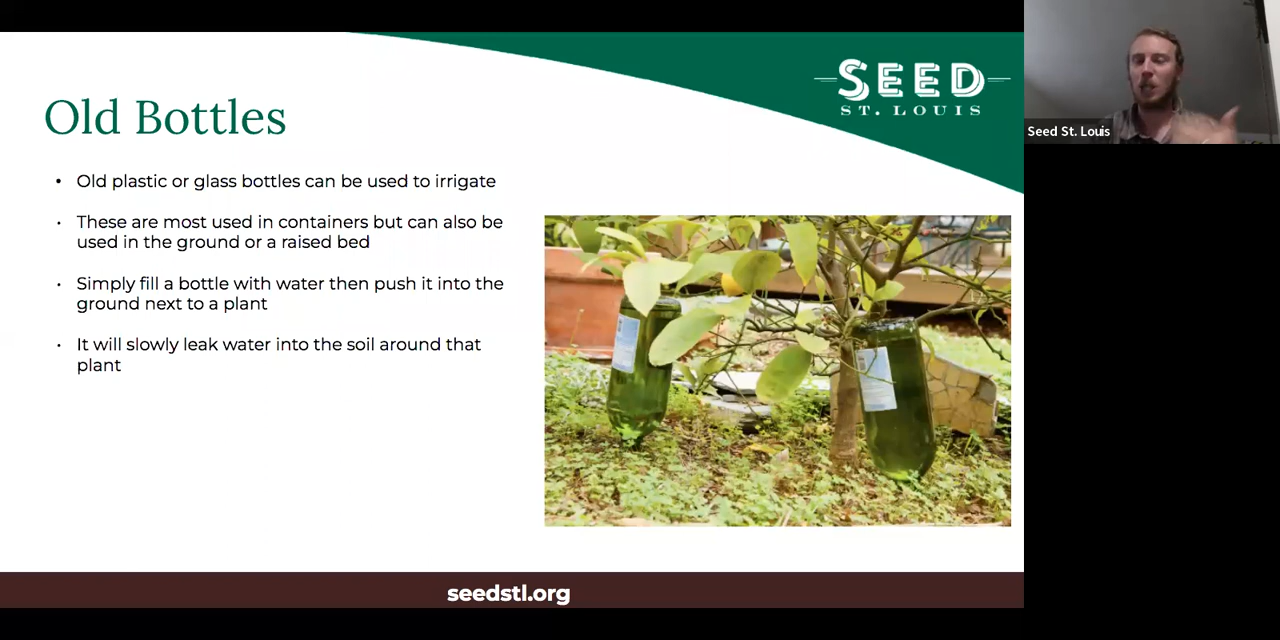 SEED
ST. LOUIS
Seed St. Louis
Old Bottles
• Old plastic or glass bottles can be used to irrigate
• These are most used in containers but can also be
used in the ground or a raised bed
• Simply fill a bottle with water then push it into the
ground next to a plant
• It will slowly leak water into the soil around that
plant
seedstl.org